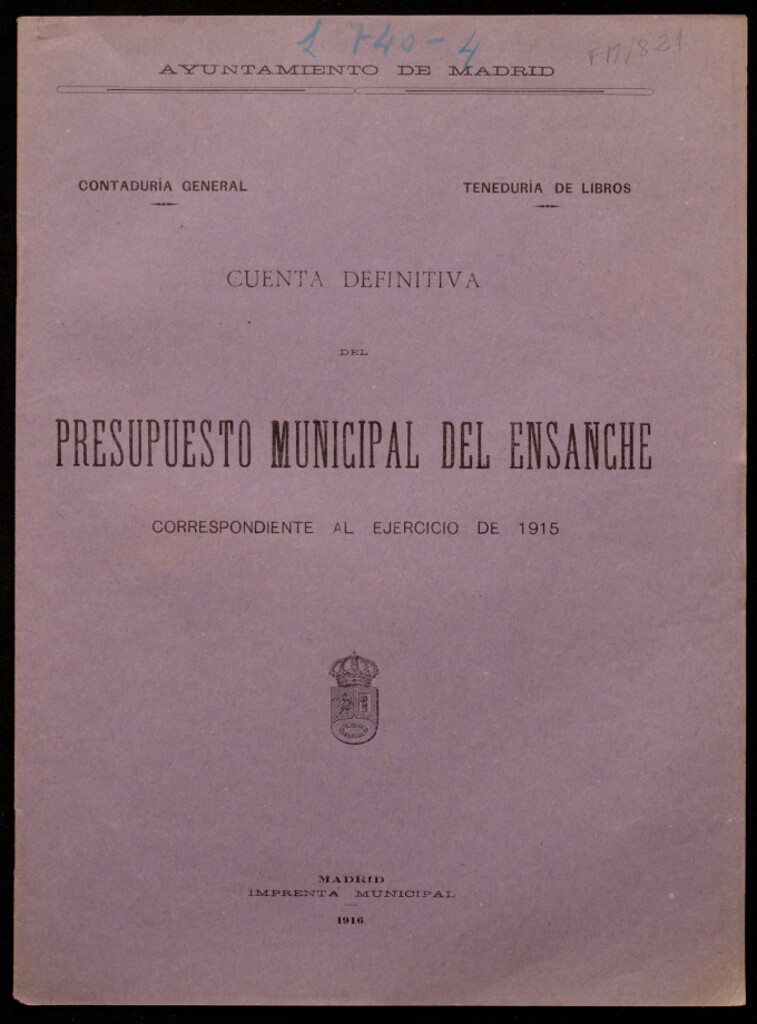 1 740-4
FM/821
AYUNTAMIENTO DE MADRID
CONTADURÍA GENERAL
TENEDURÍA DE LIBROS
CUENTA DEFINITIVA
DEL
PRESUPUESTO MUNICIPAL DEL ENSANCHE
CORRESPONDIENTE AL EJERCICIO DE 1915
MADRID
IMPRENTA MUNICIPAL
1916